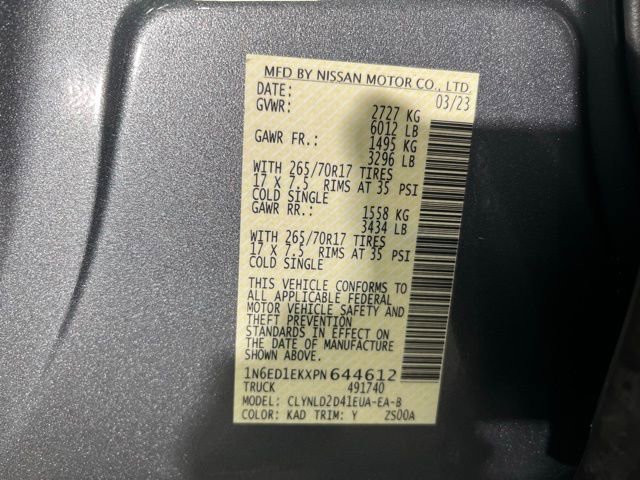 MFD BY NISSAN MOTOR CO., LTD.
DATE: 03/23
GVWR: 2727 KG
6012 LB
GAWR FR.: 1495 KG
3296 LB
WITH 265/70R17 TIRES
17 X 7.5 RIMS AT 35 PSI
COLD SINGLE
GAWR RR.: 1558 KG
3434 LB
WITH 265/70R17 TIRES
17 X 7.5 RIMS AT 35 PSI
COLD SINGLE
THIS VEHICLE CONFORMS TO
ALL APPLICABLE FEDERAL
MOTOR VEHICLE SAFETY AND
THEFT PREVENTION
STANDARDS IN EFFECT ON
THE DATE OF MANUFACTURE
SHOWN ABOVE.
1N6ED1EKXPN644612
TRUCK 491740
MODEL: CLYNLD2D41EUA-EA-B
COLOR: KAD TRIM: Y ZS00A